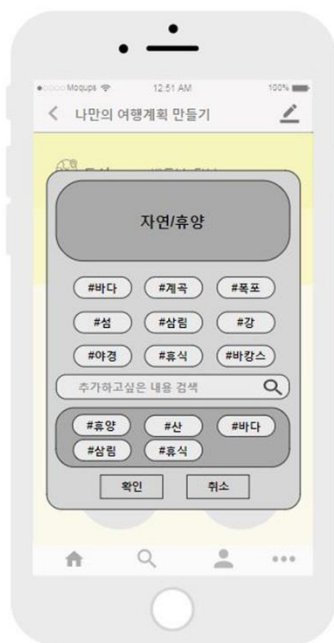 Moqups 12:51 AM 100%
나만의 여행계획 만들기
자연/휴양
#바다 #계곡 #폭포
#섬 #삼림 #강
#야경 #휴식 #바캉스
추가하고싶은 내용 검색
#휴양 #산 #바다
#삼림 #휴식
확인 취소